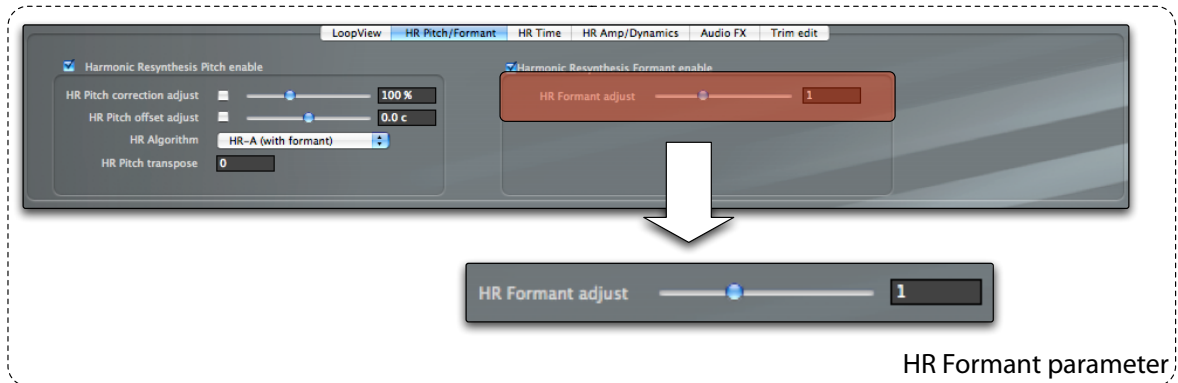 LoopView HR Pitch/Formant HR Time HR Amp/Dynamics Audio FX Trim edit
Harmonic Resynthesis Pitch enable
HR Pitch correction adjust 100 %
HR Pitch offset adjust 0.0 c
HR Algorithm HR-A (with formant)
HR Pitch transpose 0
Harmonic Resynthesis Formant enable
HR Formant adjust 1
HR Formant adjust 1
HR Formant parameter